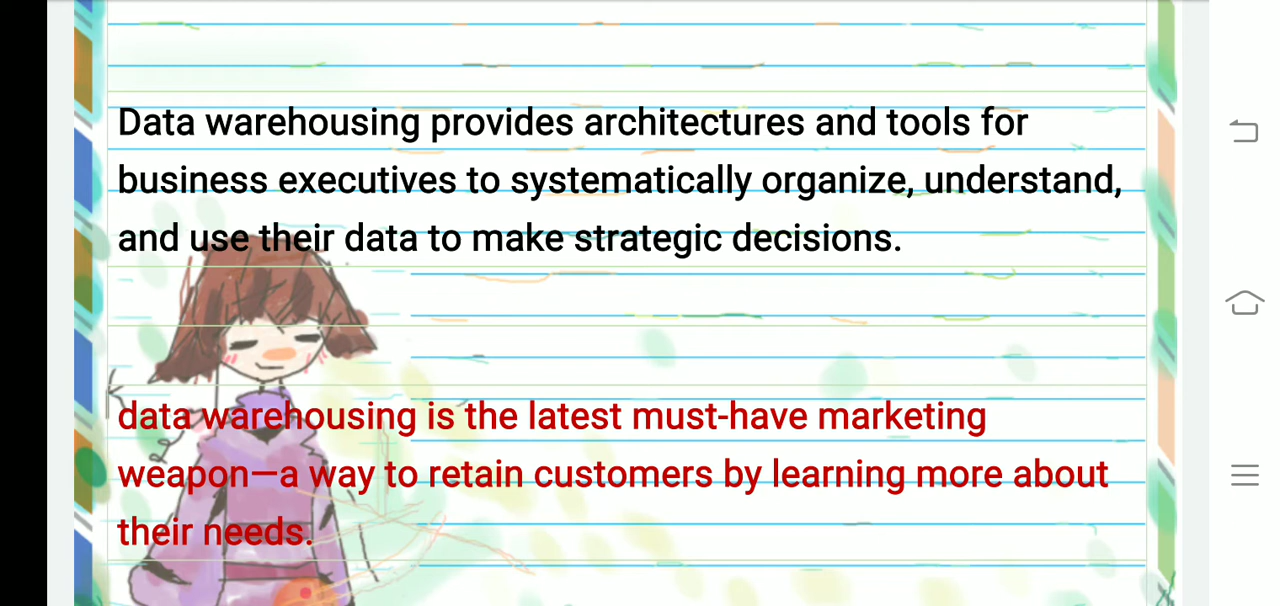 Data warehousing provides architectures and tools for
business executives to systematically organize, understand,
and use their data to make strategic decisions.
data warehousing is the latest must-have marketing
weapon—a way to retain customers by learning more about
their needs.